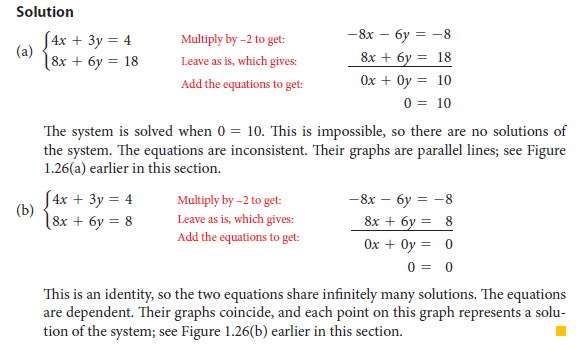 Solution
(a) {4x + 3y = 4 Multiply by –2 to get: −8x − 6y = −8
{8x + 6y = 18 Leave as is, which gives: 8x + 6y = 18
Add the equations to get: 0x + 0y = 10
0 = 10
The system is solved when 0 = 10. This is impossible, so there are no solutions of
the system. The equations are inconsistent. Their graphs are parallel lines; see Figure
1.26(a) earlier in this section.
(b) {4x + 3y = 4 Multiply by –2 to get: −8x − 6y = −8
{8x + 6y = 8 Leave as is, which gives: 8x + 6y = 8
Add the equations to get: 0x + 0y = 0
0 = 0
This is an identity, so the two equations share infinitely many solutions. The equations
are dependent. Their graphs coincide, and each point on this graph represents a solu-
tion of the system; see Figure 1.26(b) earlier in this section.